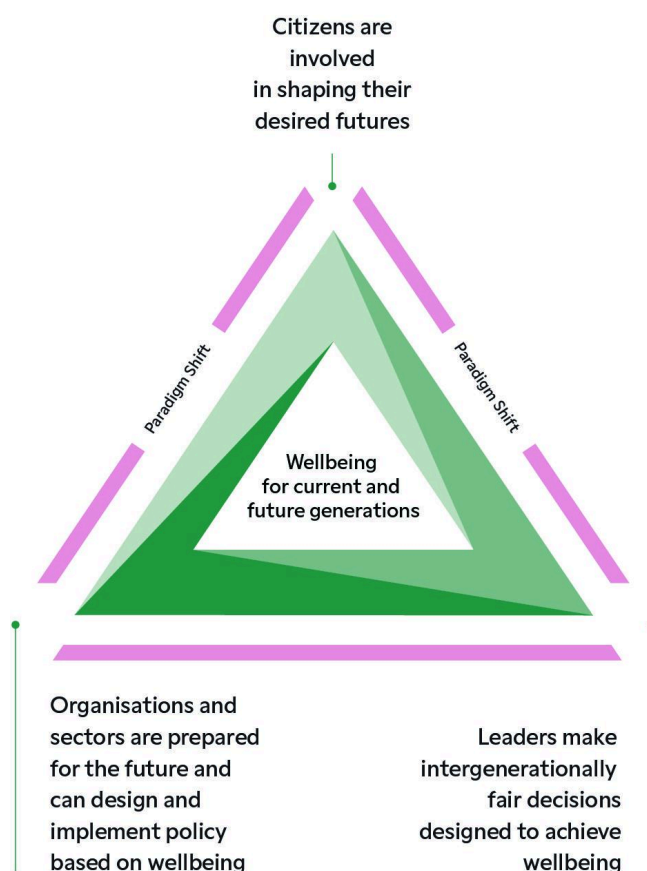 Citizens are
involved
in shaping their
desired futures
Paradigm Shift
Paradigm Shift
Wellbeing
for current and
future generations
Organisations and
sectors are prepared
for the future and
can design and
implement policy
based on wellbeing
Leaders make
intergenerationally
fair decisions
designed to achieve
wellbeing